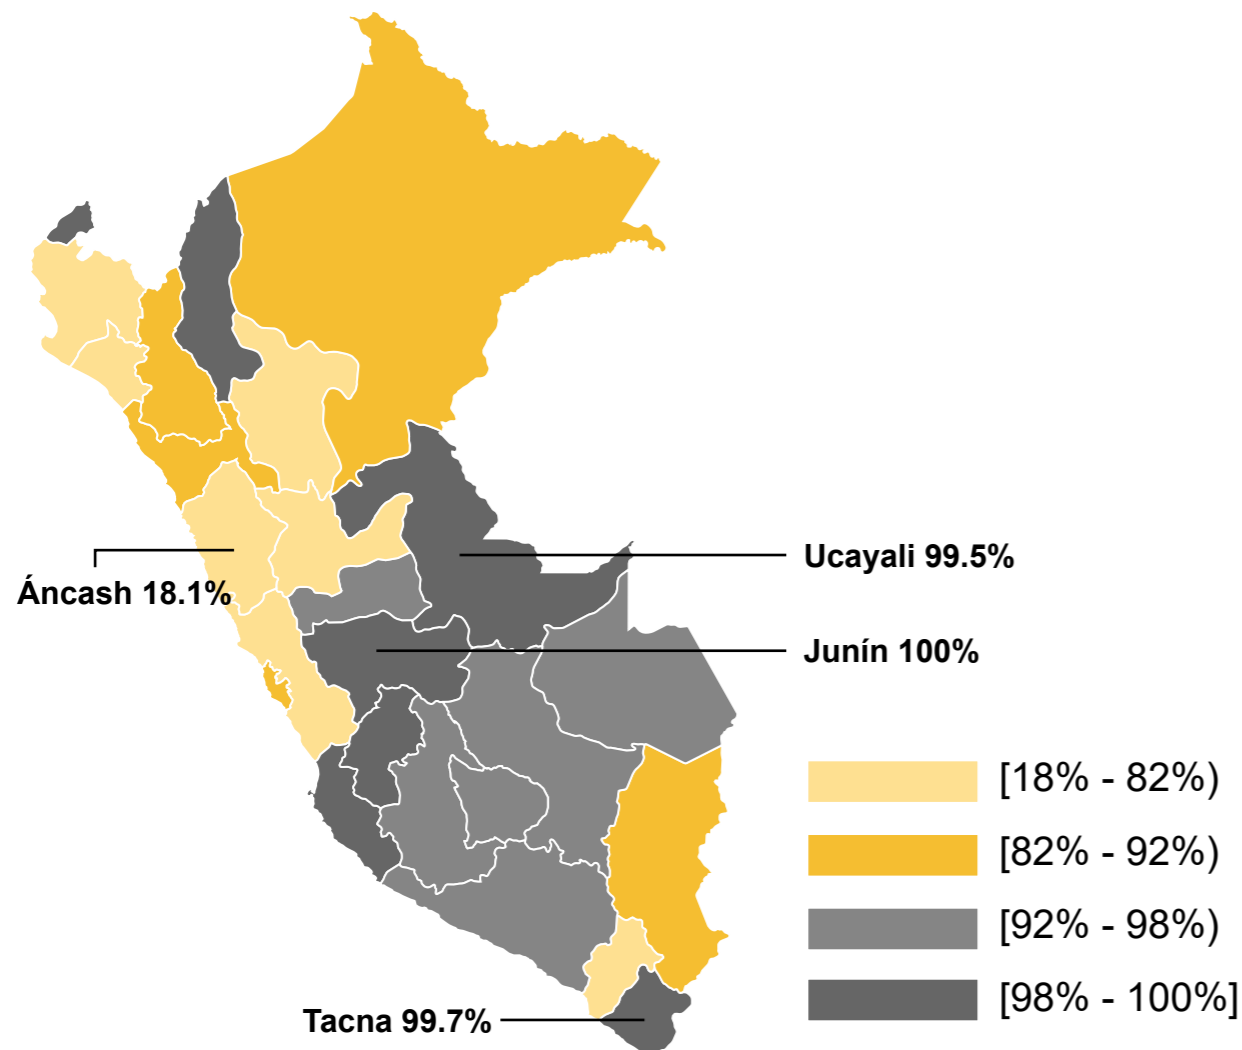 Ucayali 99.5%
Áncash 18.1%
Junín 100%
[18% - 82%)
[82% - 92%)
[92% - 98%)
[98% - 100%]
Tacna 99.7%